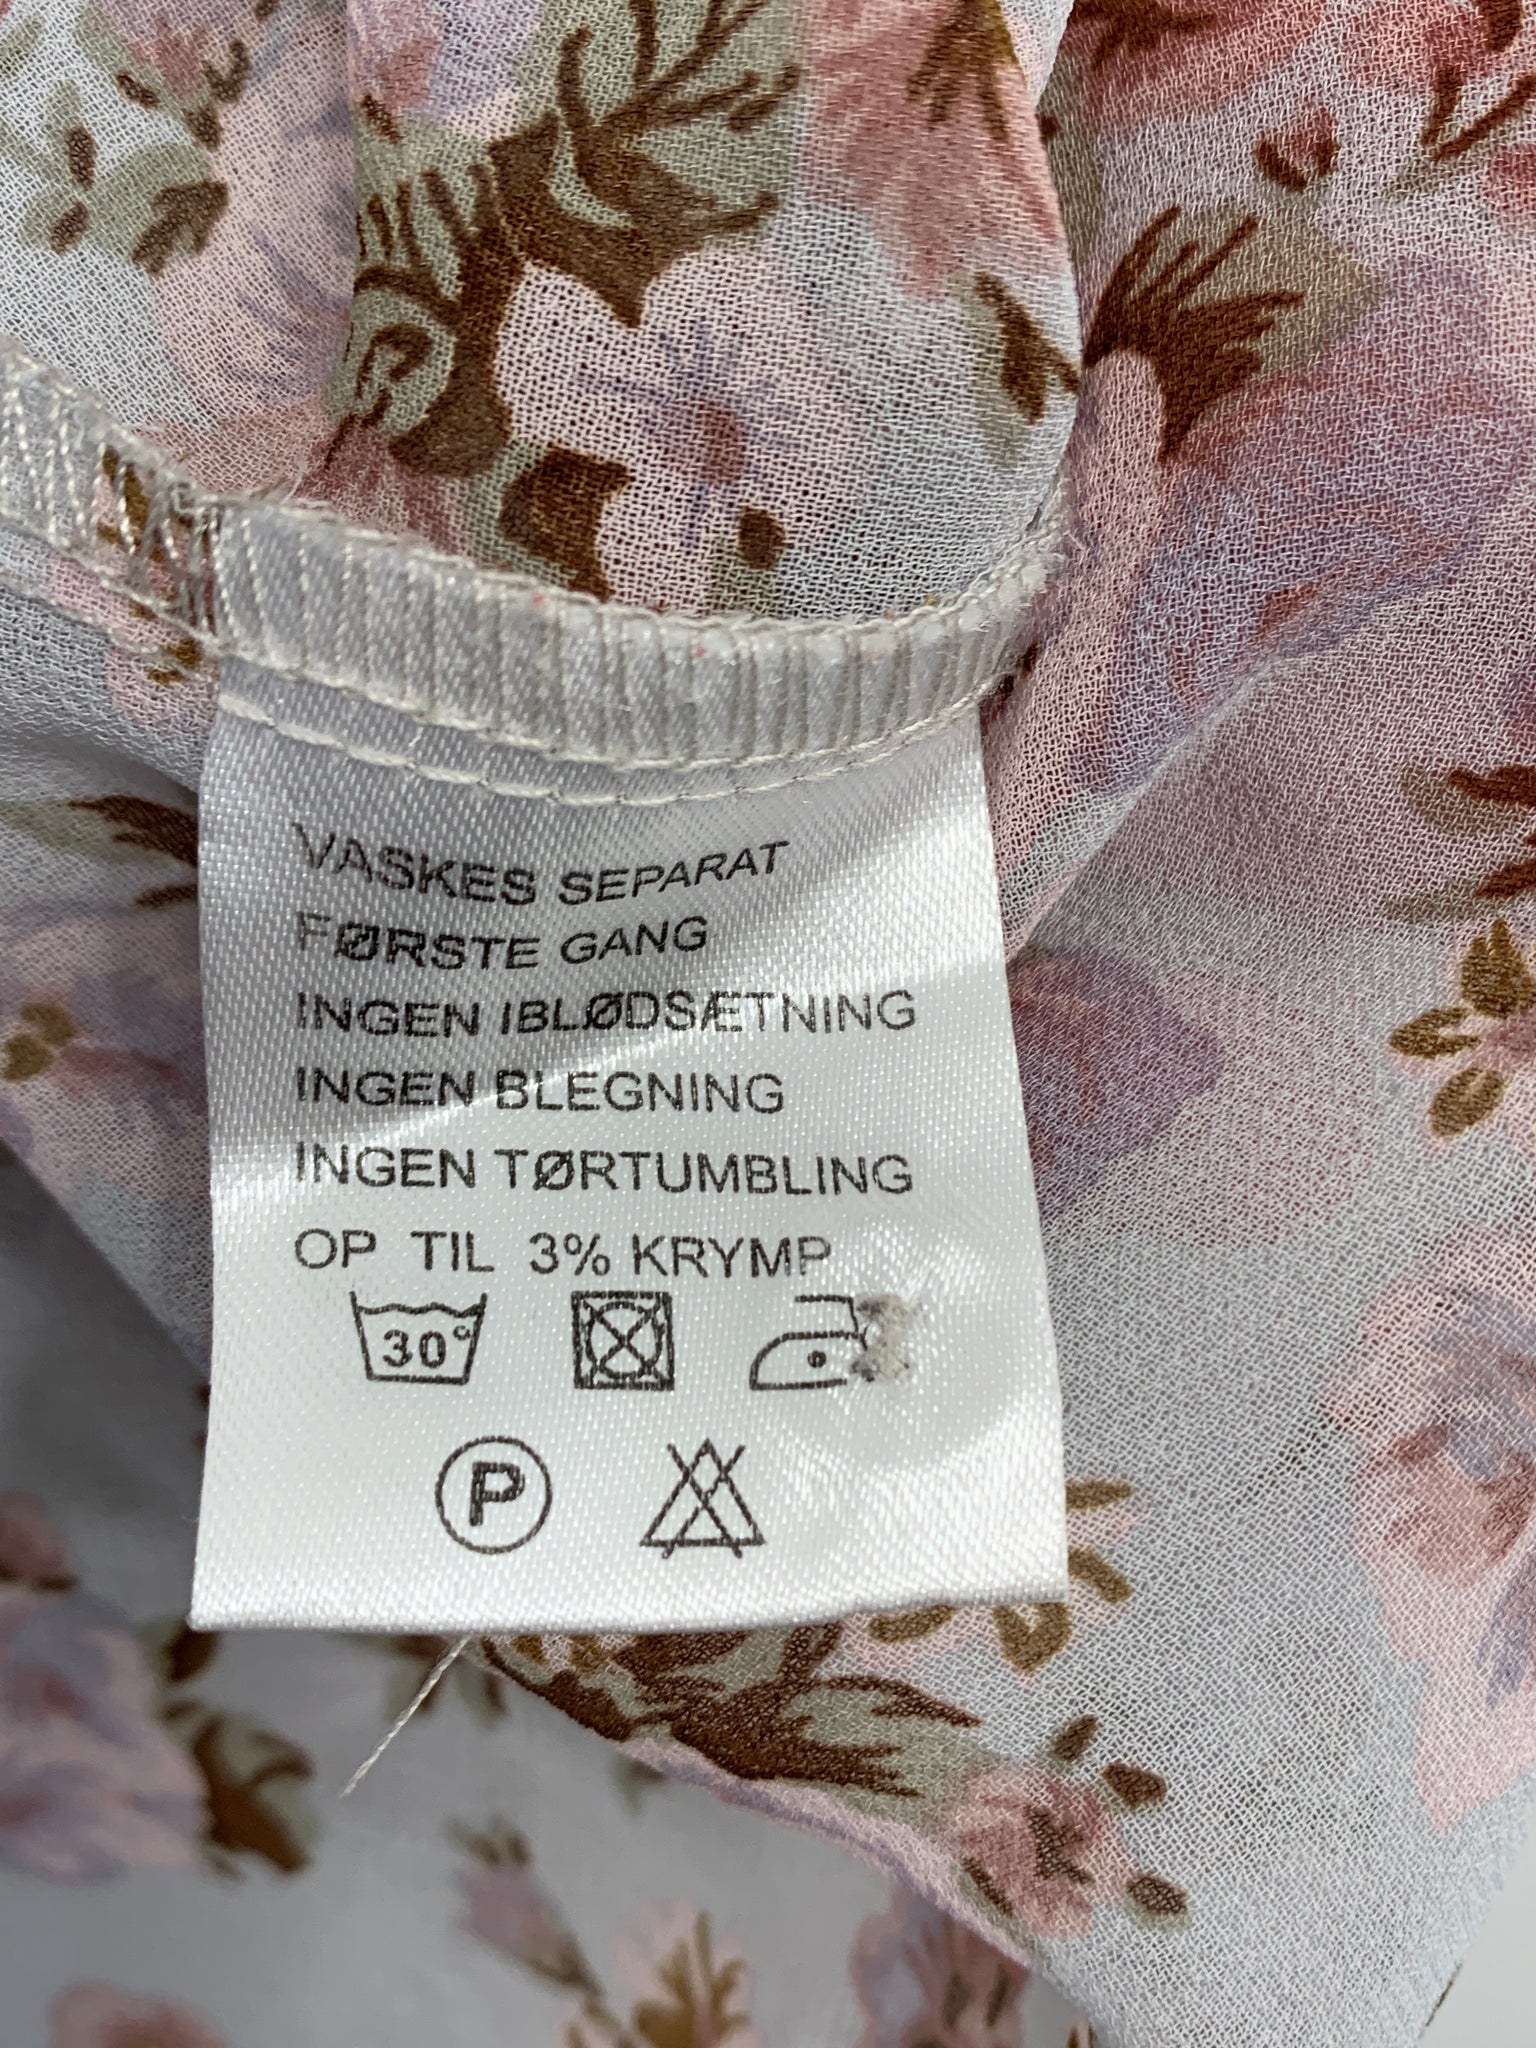 VASKES SEPARAT
FØRSTE GANG
INGEN IBLØDSÆTNING
INGEN BLEGNING
INGEN TØRTUMBLING
OP TIL 3% KRYMP
30°
P